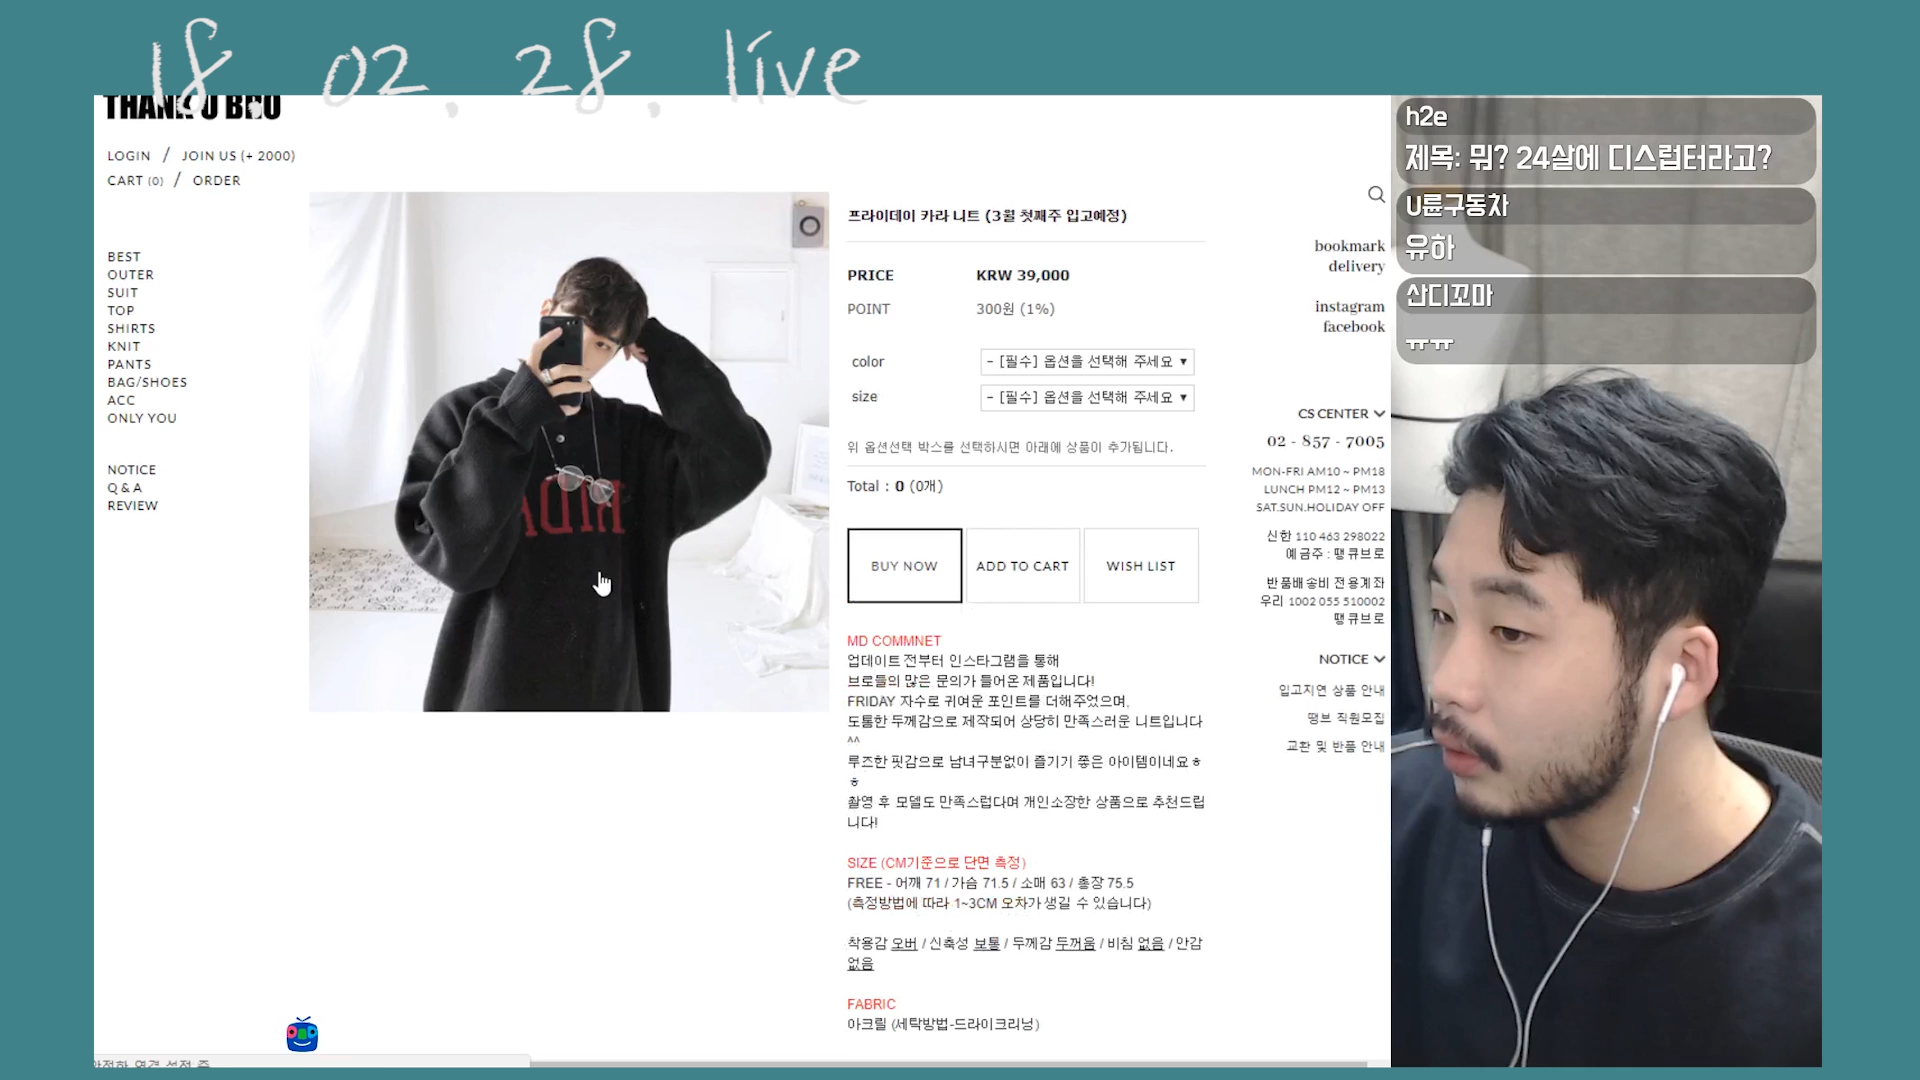 18. 02. 28. live
THANK U BRO
LOGIN / JOIN US (+ 2000)
CART (0) / ORDER
BEST
OUTER
SUIT
TOP
SHIRTS
KNIT
PANTS
BAG/SHOES
ACC
ONLY YOU
NOTICE
Q & A
REVIEW
프라이데이 카라 니트 (3월 첫째주 입고예정)
PRICE KRW 39,000
POINT 300원 (1%)
color - [필수] 옵션을 선택해 주세요 ▼
size - [필수] 옵션을 선택해 주세요 ▼
위 옵션선택 박스를 선택하시면 아래에 상품이 추가됩니다.
Total : 0 (0개)
BUY NOW ADD TO CART WISH LIST
MD COMMNET
업데이트 전부터 인스타그램을 통해
브로들의 많은 문의가 들어온 제품입니다!
FRIDAY 자수로 귀여운 포인트를 더해주었으며,
도톰한 두께감으로 제작되어 상당히 만족스러운 니트입니다
^^
루즈한 핏감으로 남녀구분없이 즐기기 좋은 아이템이네요ㅎ
ㅎ
촬영 후 모델도 만족스럽다며 개인소장한 상품으로 추천드립
니다!
SIZE (CM기준으로 단면 측정)
FREE - 어깨 71 / 가슴 71.5 / 소매 63 / 총장 75.5
(측정방법에 따라 1~3CM 오차가 생길 수 있습니다)
착용감 오버 / 신축성 보통 / 두께감 두꺼움 / 비침 없음 / 안감
없음
FABRIC
아크릴 (세탁방법-드라이크리닝)
bookmark
delivery
instagram
facebook
CS CENTER
02 - 857 - 7005
MON-FRI AM10 ~ PM18
LUNCH PM12 ~ PM13
SAT.SUN.HOLIDAY OFF
신한 110 463 298022
예금주 : 땡큐브로
반품배송비 전용계좌
우리 1002 055 510002
땡큐브로
NOTICE
입고지연 상품 안내
땡브 직원모집
교환 및 반품 안내
h2e
제목: 뭐? 24살에 디스럽터라고?
U륜구동차
유하
산디꼬마
ㅠㅠ